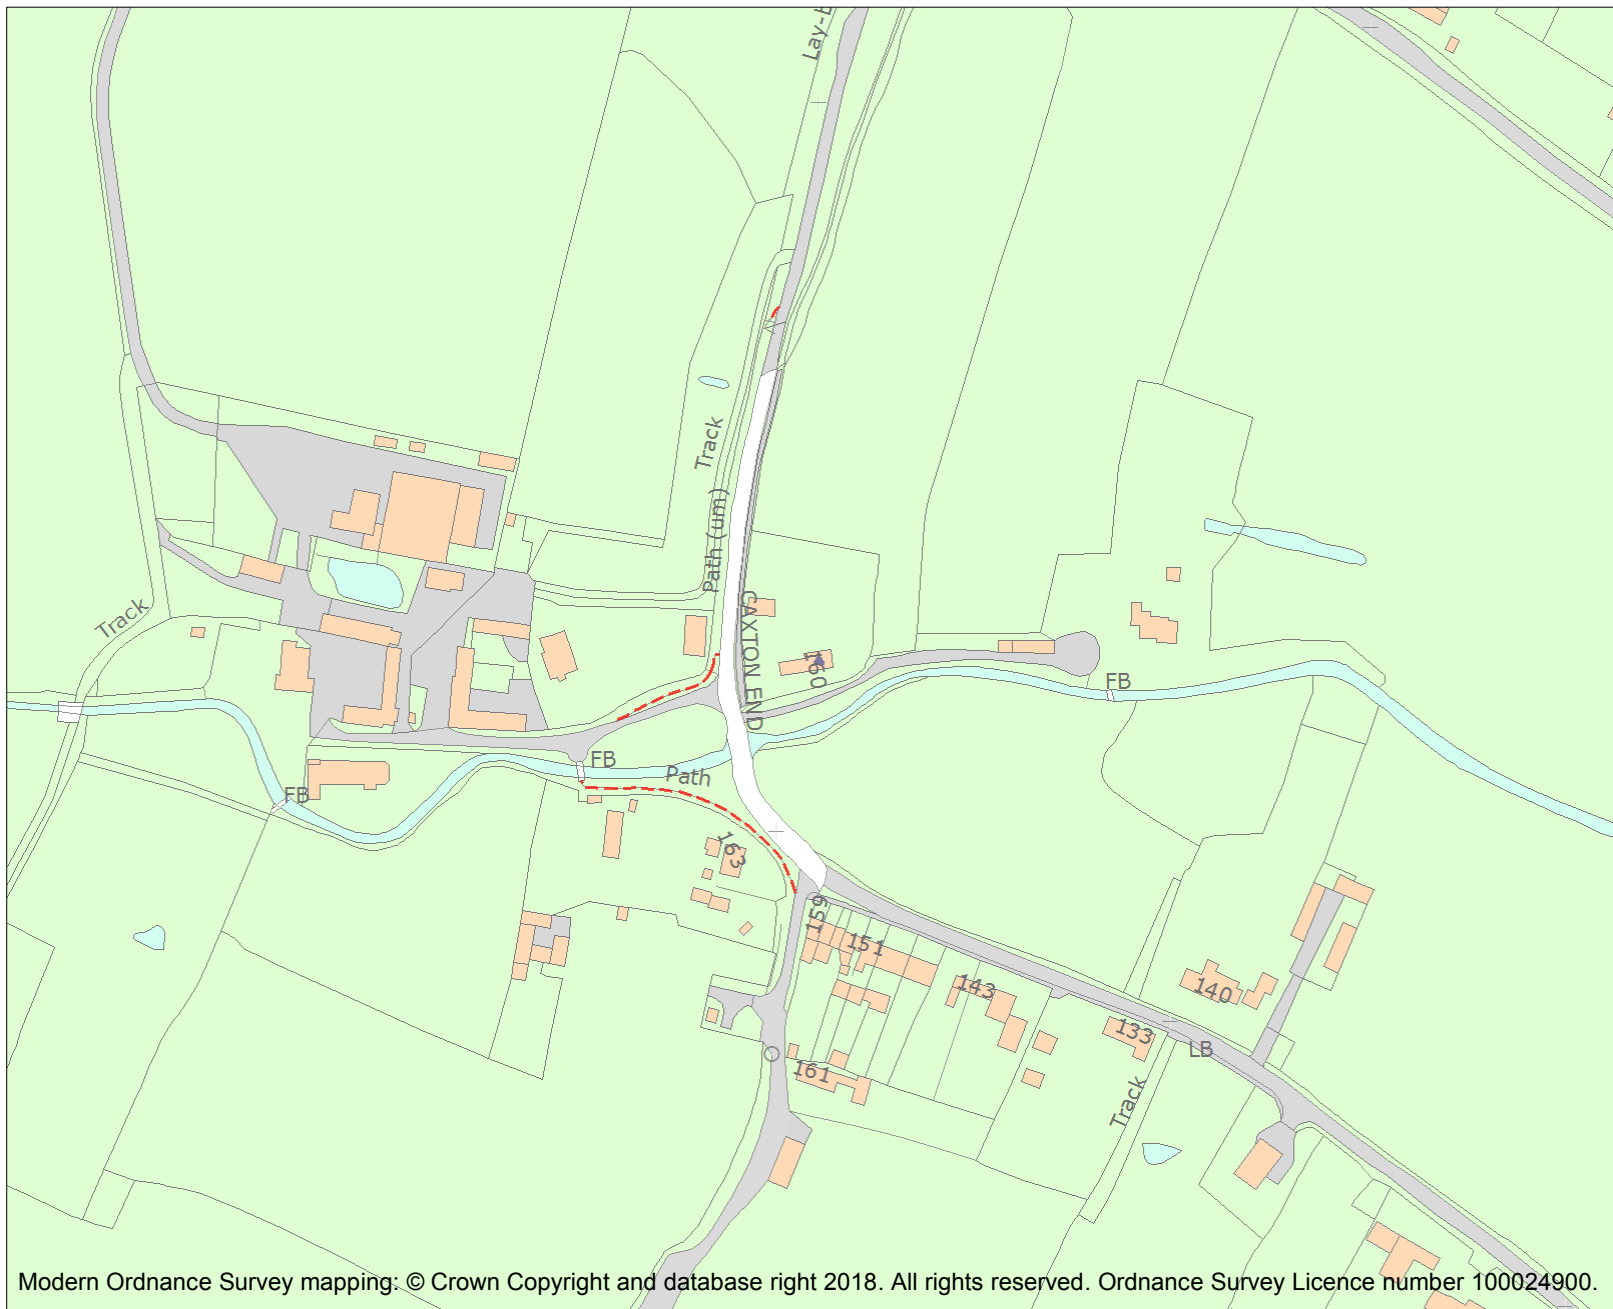 Lay-b
Track
Path (um)
CAXTON END
160
Track
FB
FB
Path
FB
163
159
151
143
140
133
LB
161
Track
Modern Ordnance Survey mapping: © Crown Copyright and database right 2018. All rights reserved. Ordnance Survey Licence number 100024900.